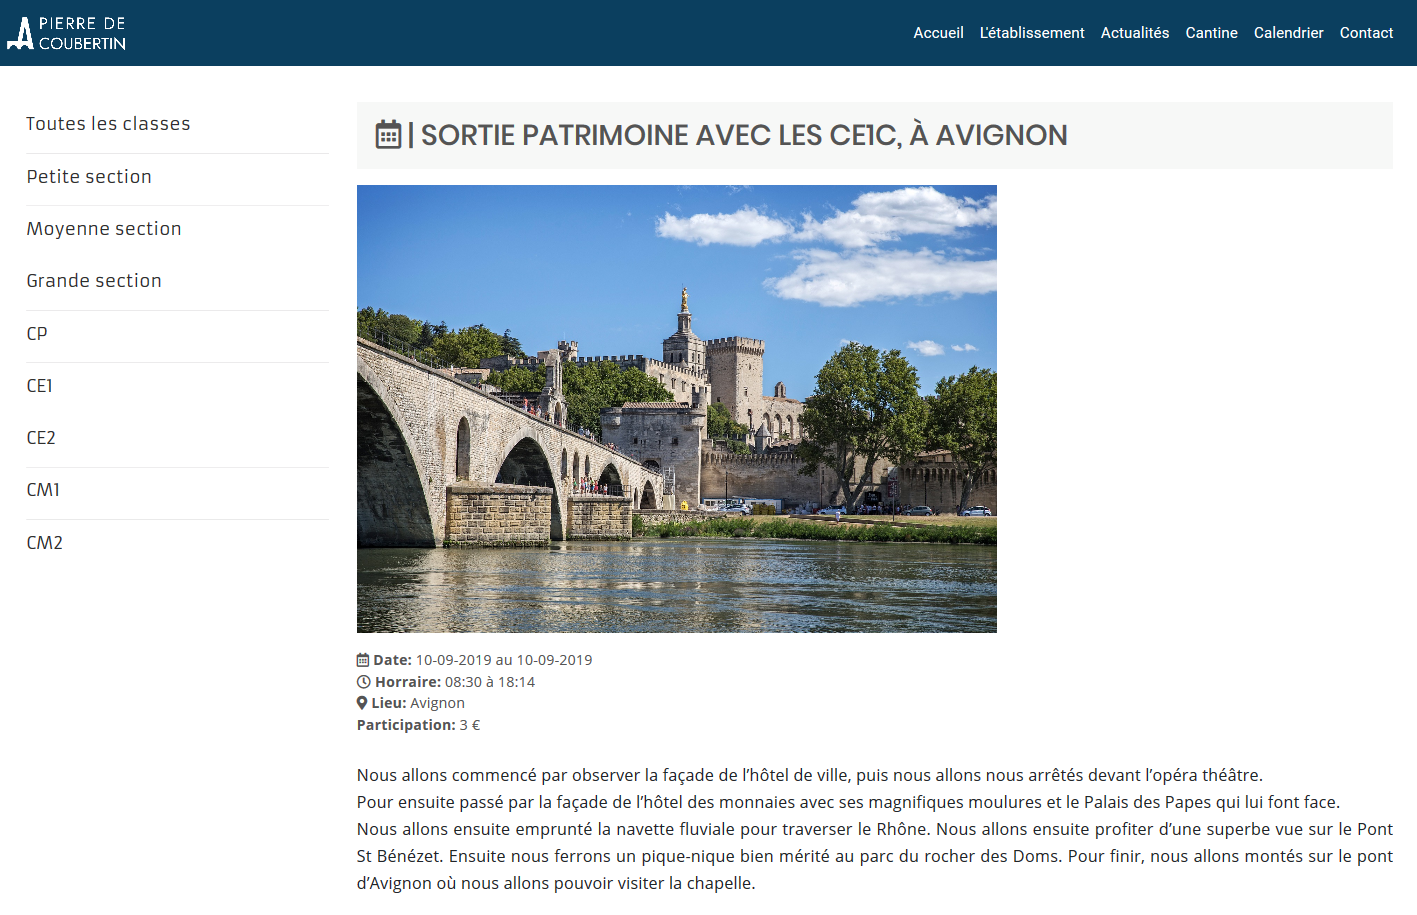 PIERRE DE
COUBERTIN
Accueil L'établissement Actualités Cantine Calendrier Contact
Toutes les classes
Petite section
Moyenne section
Grande section
CP
CE1
CE2
CM1
CM2
| SORTIE PATRIMOINE AVEC LES CE1C, À AVIGNON
Date: 10-09-2019 au 10-09-2019
Horraire: 08:30 à 18:14
Lieu: Avignon
Participation: 3 €
Nous allons commencé par observer la façade de l’hôtel de ville, puis nous allons nous arrêtés devant l’opéra théâtre.
Pour ensuite passé par la façade de l’hôtel des monnaies avec ses magnifiques moulures et le Palais des Papes qui lui font face.
Nous allons ensuite emprunté la navette fluviale pour traverser le Rhône. Nous allons ensuite profiter d’une superbe vue sur le Pont
St Bénézet. Ensuite nous ferrons un pique-nique bien mérité au parc du rocher des Doms. Pour finir, nous allons montés sur le pont
d’Avignon où nous allons pouvoir visiter la chapelle.